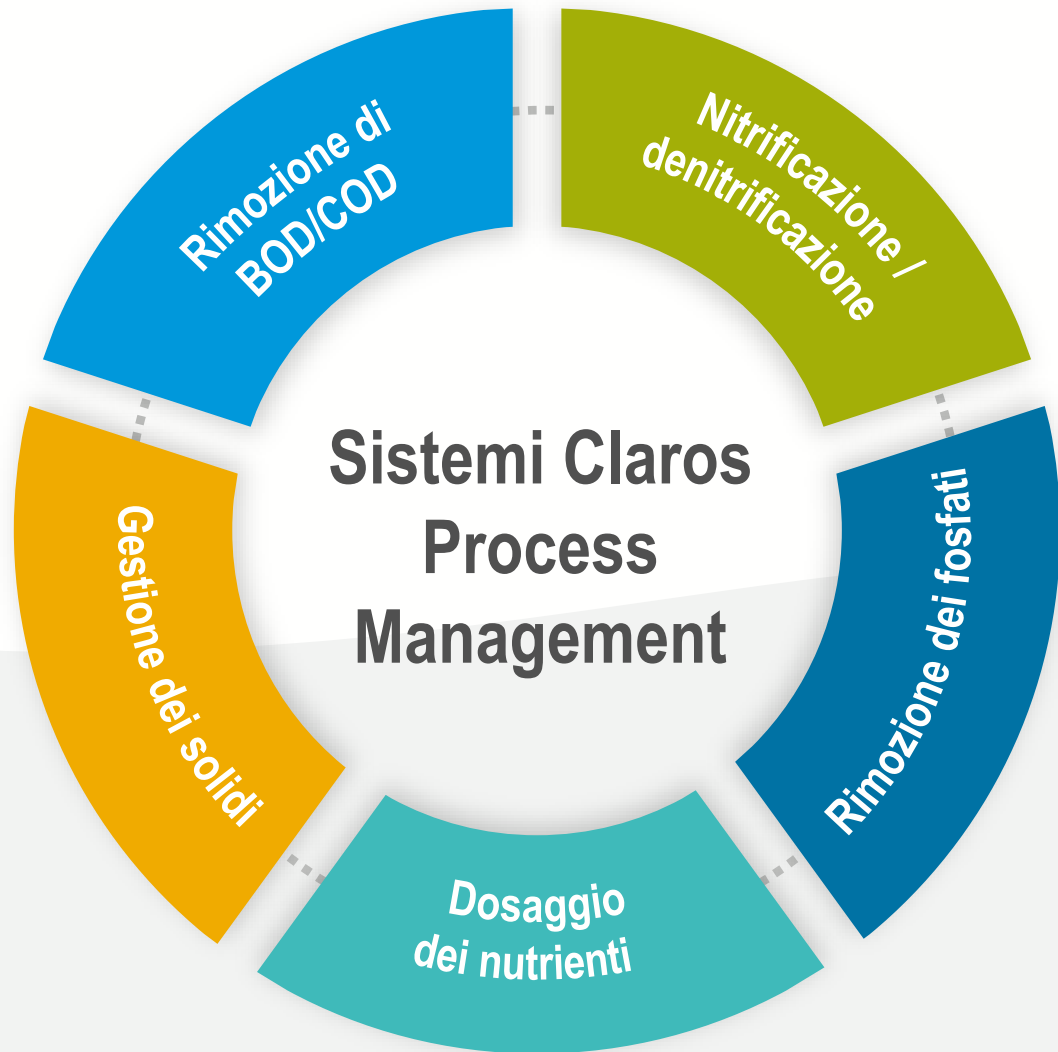 Rimozione di
BOD/COD
Nitrificazione /
denitrificazione
Sistemi Claros
Process
Management
Gestione dei solidi
Rimozione dei fosfati
Dosaggio
dei nutrienti